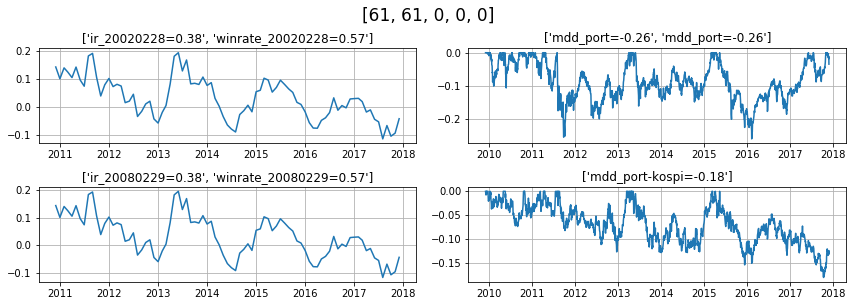 [61, 61, 0, 0, 0]
['ir_20020228=0.38', 'winrate_20020228=0.57']
0.2
0.1
0.0
−0.1
2011 2012 2013 2014 2015 2016 2017 2018
['mdd_port=-0.26', 'mdd_port=-0.26']
0.0
−0.1
−0.2
2010 2011 2012 2013 2014 2015 2016 2017 2018
['ir_20080229=0.38', 'winrate_20080229=0.57']
0.2
0.1
0.0
−0.1
2011 2012 2013 2014 2015 2016 2017 2018
['mdd_port-kospi=-0.18']
0.00
−0.05
−0.10
−0.15
2010 2011 2012 2013 2014 2015 2016 2017 2018